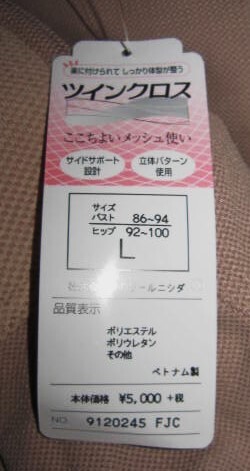 楽に付けられて しっかり体型が整う
ツインクロス
ここちよいメッシュ使い
サイドサポート
設計
立体パターン
使用
サイズ
バスト 86~94
ヒップ 92~100
L
ールニシダ
品質表示
ポリエステル
ポリウレタン
その他
ベトナム製
本体価格 ¥5,000 +税
NO. 9120245 FJC